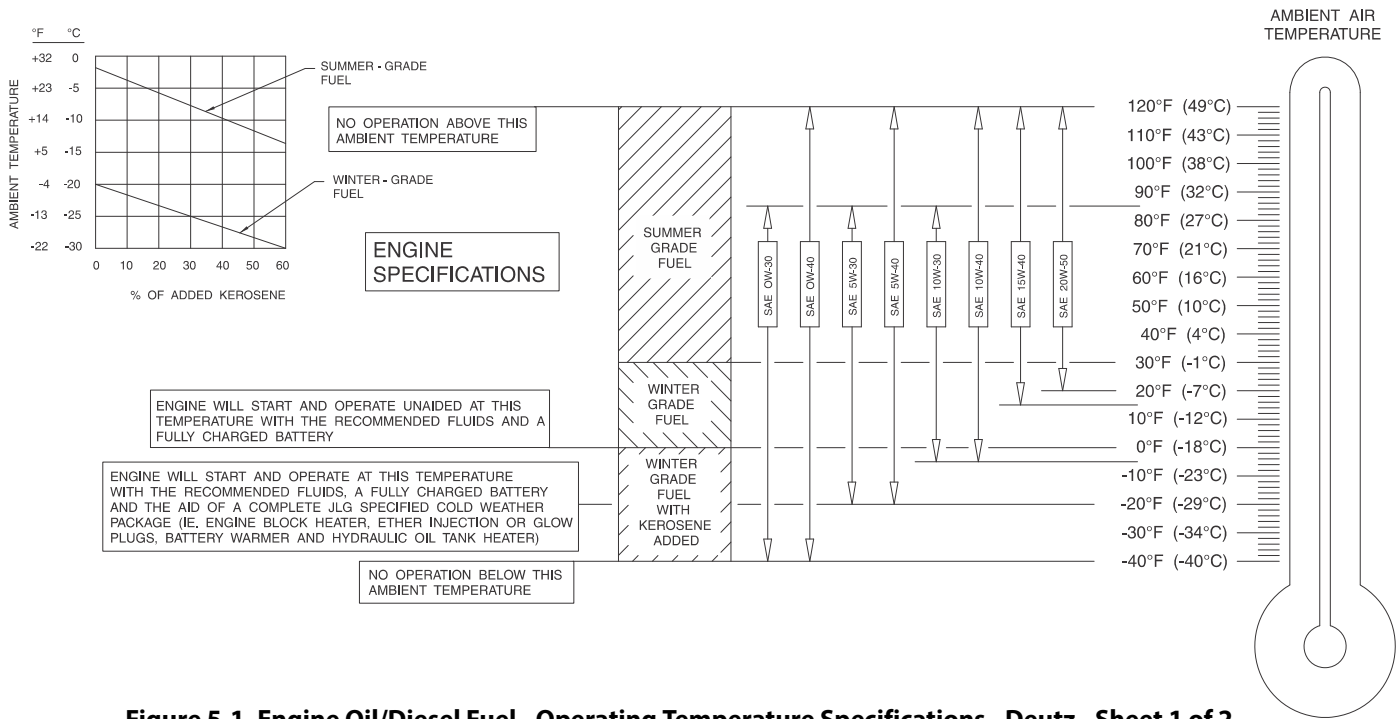 AMBIENT AIR
TEMPERATURE
°F °C
+32 0
+23 -5
+14 -10
+5 -15
-4 -20
-13 -25
-22 -30
AMBIENT TEMPERATURE
0 10 20 30 40 50 60
% OF ADDED KEROSENE
SUMMER - GRADE
FUEL
WINTER - GRADE
FUEL
NO OPERATION ABOVE THIS
AMBIENT TEMPERATURE
ENGINE
SPECIFICATIONS
ENGINE WILL START AND OPERATE UNAIDED AT THIS
TEMPERATURE WITH THE RECOMMENDED FLUIDS AND A
FULLY CHARGED BATTERY
ENGINE WILL START AND OPERATE AT THIS TEMPERATURE
WITH THE RECOMMENDED FLUIDS, A FULLY CHARGED BATTERY
AND THE AID OF A COMPLETE JLG SPECIFIED COLD WEATHER
PACKAGE (IE. ENGINE BLOCK HEATER, ETHER INJECTION OR GLOW
PLUGS, BATTERY WARMER AND HYDRAULIC OIL TANK HEATER)
NO OPERATION BELOW THIS
AMBIENT TEMPERATURE
SUMMER
GRADE
FUEL
WINTER
GRADE
FUEL
WINTER
GRADE
FUEL
WITH
KEROSENE
ADDED
SAE 0W-30
SAE 0W-40
SAE 5W-30
SAE 5W-40
SAE 10W-30
SAE 10W-40
SAE 15W-40
SAE 20W-50
120°F (49°C)
110°F (43°C)
100°F (38°C)
90°F (32°C)
80°F (27°C)
70°F (21°C)
60°F (16°C)
50°F (10°C)
40°F (4°C)
30°F (-1°C)
20°F (-7°C)
10°F (-12°C)
0°F (-18°C)
-10°F (-23°C)
-20°F (-29°C)
-30°F (-34°C)
-40°F (-40°C)
Figure 5-1. Engine Oil/Diesel Fuel - Operating Temperature Specifications - Deutz - Sheet 1 of 2